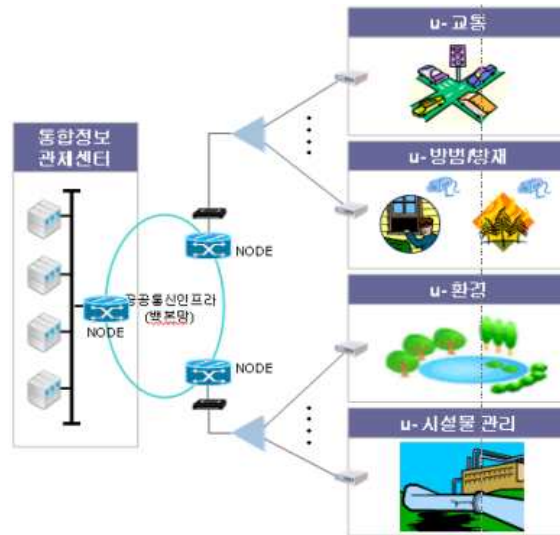 u- 교통
통합정보
관제센터
u- 방범/방재
NODE
공공통신인프라
(백본망)
NODE
u- 환경
NODE
u- 시설물 관리